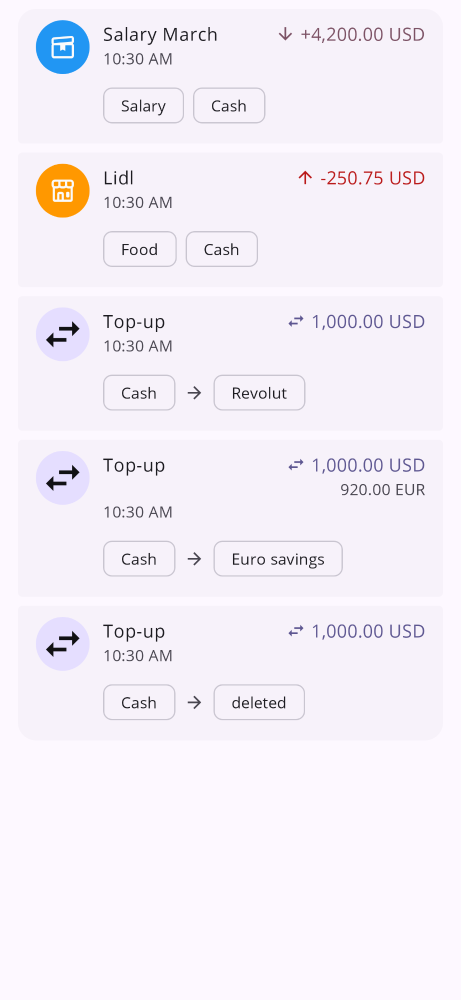 Salary March +4,200.00 USD
10:30 AM
Salary Cash
Lidl -250.75 USD
10:30 AM
Food Cash
Top-up 1,000.00 USD
10:30 AM
Cash → Revolut
Top-up 1,000.00 USD
920.00 EUR
10:30 AM
Cash → Euro savings
Top-up 1,000.00 USD
10:30 AM
Cash → deleted